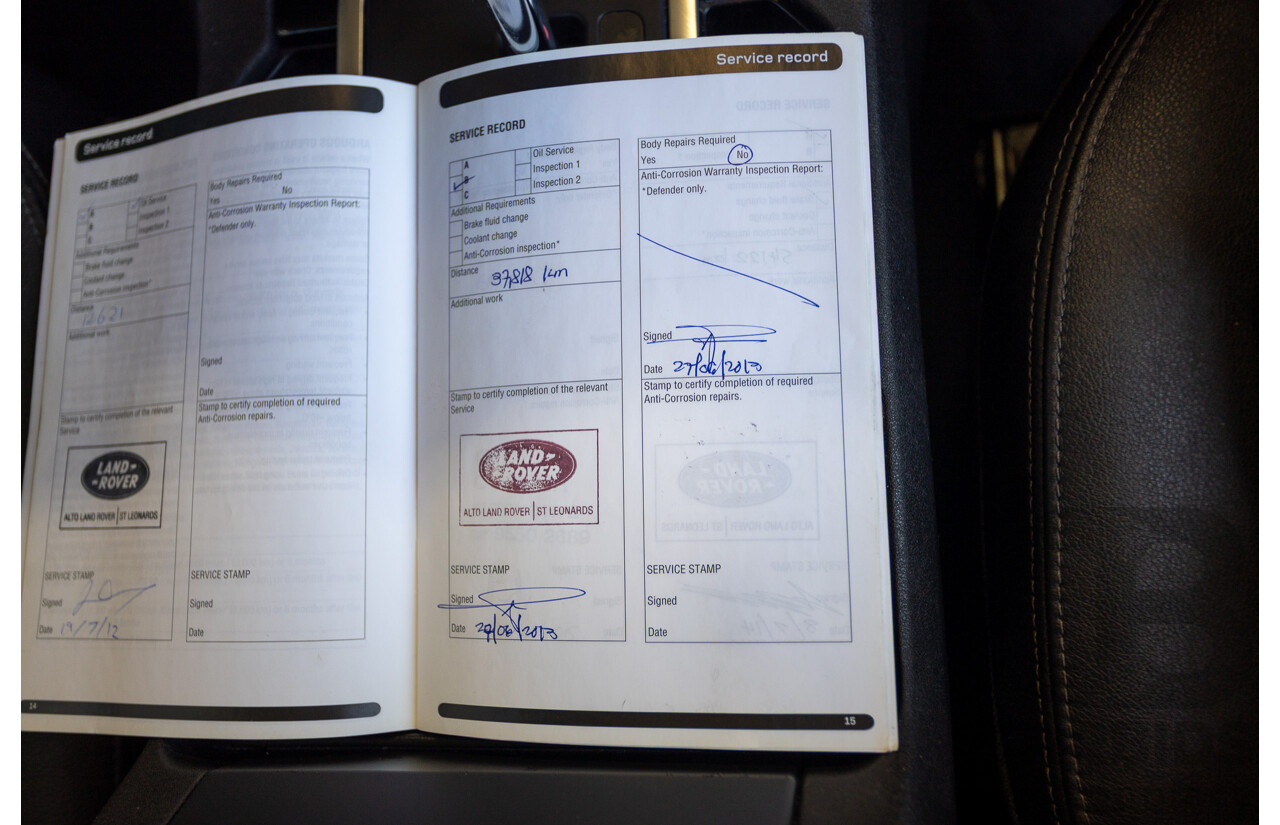 Service record
SERVICE RECORD
A
B
C
Oil Service
Inspection 1
Inspection 2
Additional Requirements
Brake fluid change
Coolant change
Anti-Corrosion inspection*
Distance
12621
Additional work
Stamp to certify completion of the relevant
Service
LAND-
-ROVER
ALTO LAND ROVER | ST LEONARDS
SERVICE STAMP
Signed
Date 19/7/12
Body Repairs Required
Yes No
Anti-Corrosion Warranty Inspection Report:
*Defender only.
Signed
Date
Stamp to certify completion of required
Anti-Corrosion repairs.
SERVICE STAMP
Signed
Date
14
Service record
SERVICE RECORD
A
B
C
Oil Service
Inspection 1
Inspection 2
Additional Requirements
Brake fluid change
Coolant change
Anti-Corrosion inspection*
Distance 37818 km
Additional work
Stamp to certify completion of the relevant
Service
LAND-
-ROVER
ALTO LAND ROVER | ST LEONARDS
SERVICE STAMP
Signed
Date /06/2013
Body Repairs Required
Yes No
Anti-Corrosion Warranty Inspection Report:
*Defender only.
Signed
Date 27/06/2013
Stamp to certify completion of required
Anti-Corrosion repairs.
SERVICE STAMP
Signed
Date
15